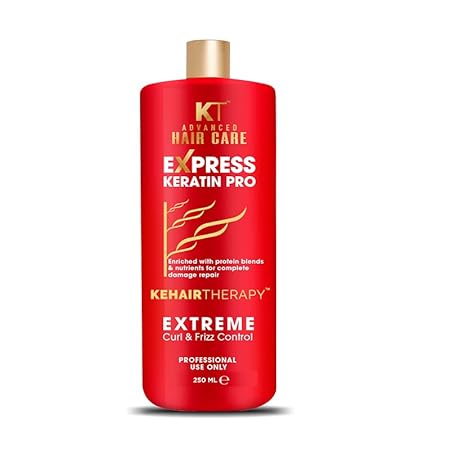 KT™
ADVANCED
HAIR CARE
EXPRESS
KERATIN PRO
Enriched with protein blends
& nutrients for complete
damage repair
KEHAIRTHERAPY™
EXTREME
Curl & Frizz Control
PROFESSIONAL
USE ONLY
250 ML ℮